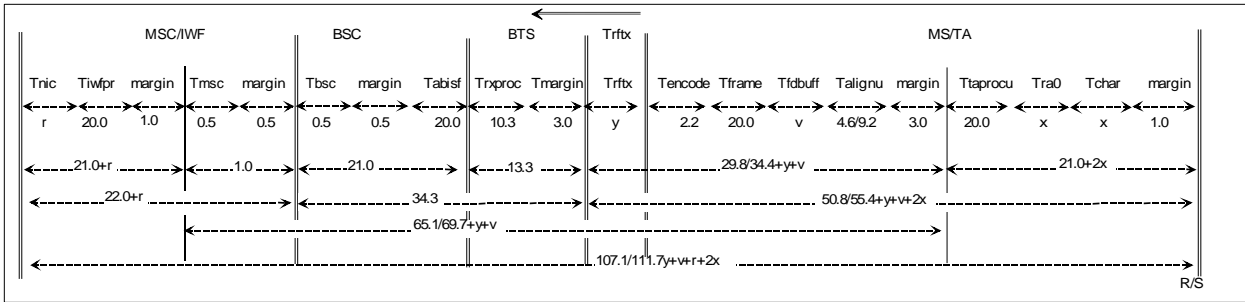 MSC/IWF BSC BTS Trftx MS/TA
Tnic Tiwfpr margin Tmsc margin Tbsc margin Tabisf Trxproc Tmargin Trftx Tencode Tframe Tfdbuff Talignu margin Ttaprocu Tra0 Tchar margin
r 20.0 1.0 0.5 0.5 0.5 0.5 20.0 10.3 3.0 y 2.2 20.0 v 4.6/9.2 3.0 20.0 x x 1.0
21.0+r 1.0 21.0 13.3 29.8/34.4+y+v 21.0+2x
22.0+r 34.3 50.8/55.4+y+v+2x
65.1/69.7+y+v
107.1/111.7y+v+r+2x
R/S